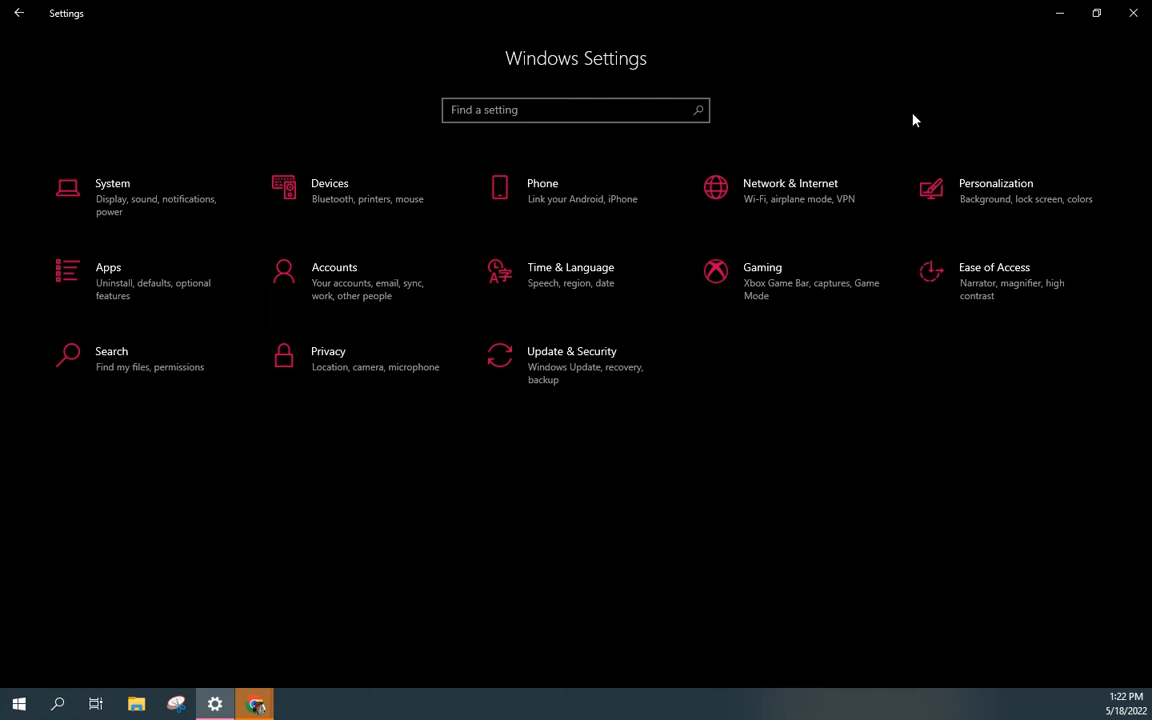 Settings
Windows Settings
Find a setting
System
Display, sound, notifications,
power
Devices
Bluetooth, printers, mouse
Phone
Link your Android, iPhone
Network & Internet
Wi-Fi, airplane mode, VPN
Personalization
Background, lock screen, colors
Apps
Uninstall, defaults, optional
features
Accounts
Your accounts, email, sync,
work, other people
Time & Language
Speech, region, date
Gaming
Xbox Game Bar, captures, Game
Mode
Ease of Access
Narrator, magnifier, high
contrast
Search
Find my files, permissions
Privacy
Location, camera, microphone
Update & Security
Windows Update, recovery,
backup
1:22 PM
5/18/2022